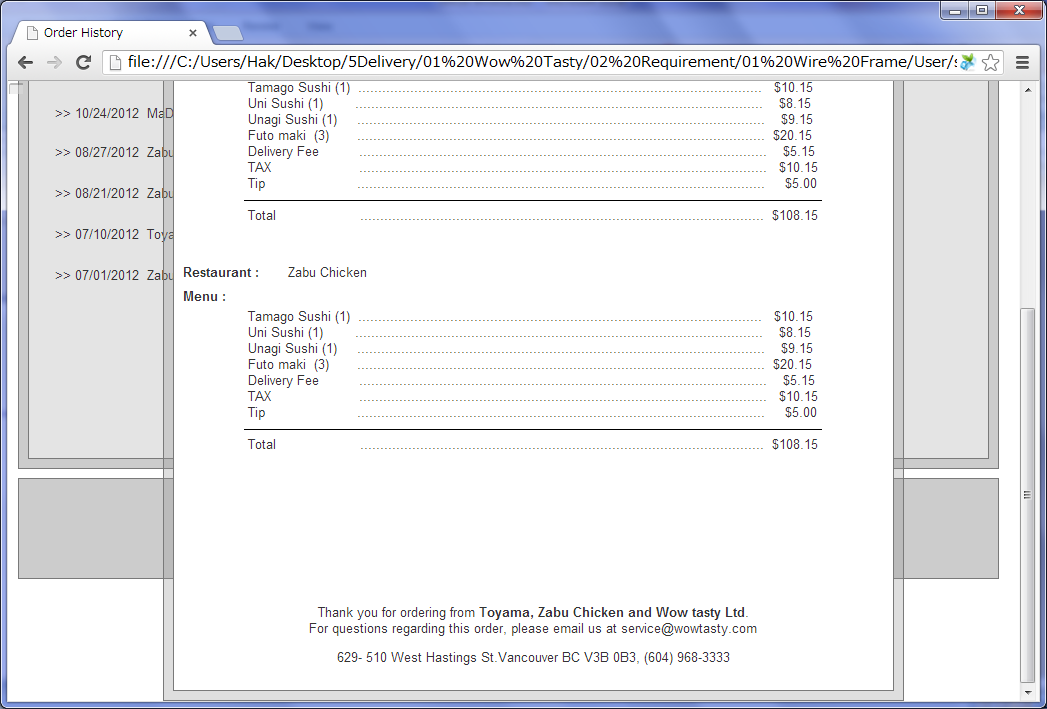 Order History
file:///C:/Users/Hak/Desktop/5Delivery/01%20Wow%20Tasty/02%20Requirement/01%20Wire%20Frame/User/s
>> 10/24/2012 MaD
>> 08/27/2012 Zabu
>> 08/21/2012 Zabu
>> 07/10/2012 Toya
>> 07/01/2012 Zabu
Tamago Sushi (1) $10.15
Uni Sushi (1) $8.15
Unagi Sushi (1) $9.15
Futo maki (3) $20.15
Delivery Fee $5.15
TAX $10.15
Tip $5.00
Total $108.15
Restaurant : Zabu Chicken
Menu :
Tamago Sushi (1) $10.15
Uni Sushi (1) $8.15
Unagi Sushi (1) $9.15
Futo maki (3) $20.15
Delivery Fee $5.15
TAX $10.15
Tip $5.00
Total $108.15
Thank you for ordering from Toyama, Zabu Chicken and Wow tasty Ltd.
For questions regarding this order, please email us at service@wowtasty.com
629- 510 West Hastings St.Vancouver BC V3B 0B3, (604) 968-3333